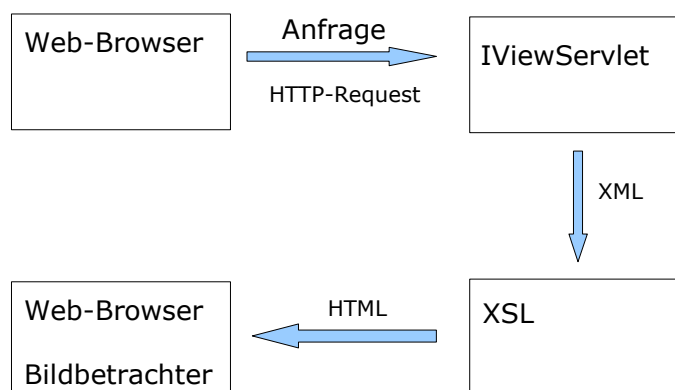 Web-Browser
Anfrage
HTTP-Request
IViewServlet
XML
Web-Browser
Bildbetrachter
HTML
XSL